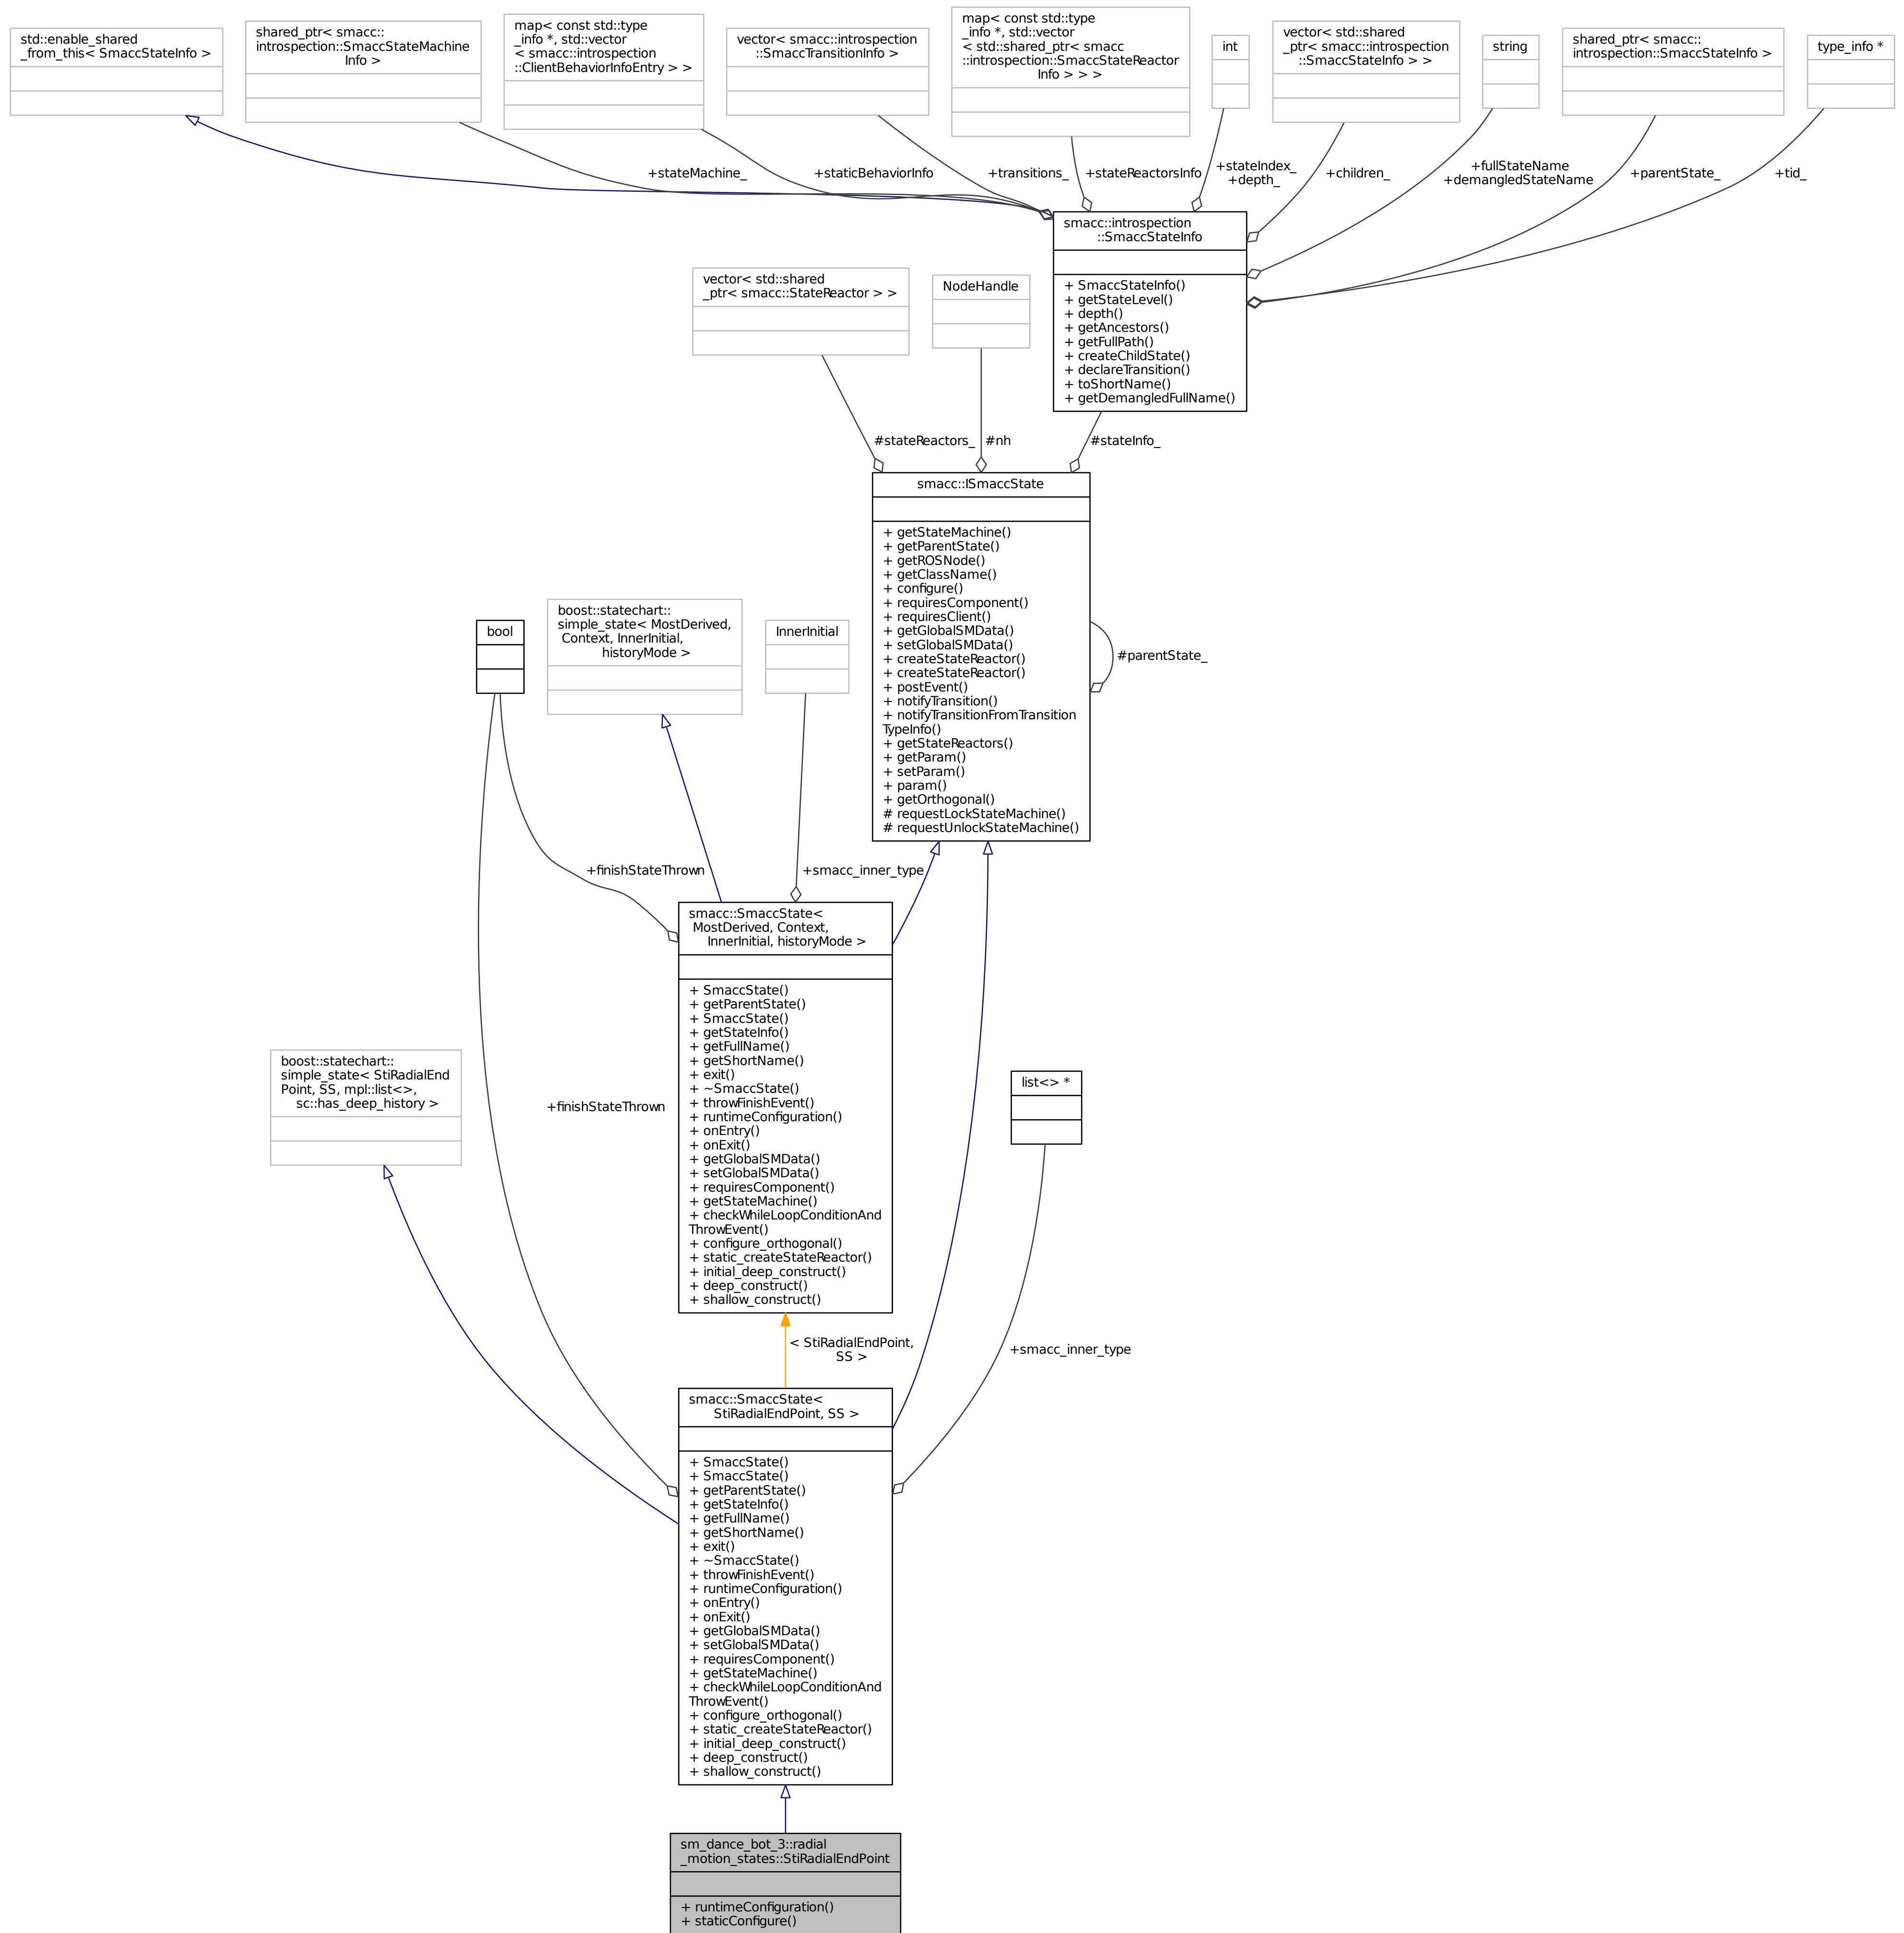 std::enable_shared
_from_this< SmaccStateInfo >
shared_ptr< smacc::
introspection::SmaccStateMachine
Info >
map< const std::type
_info *, std::vector
< smacc::introspection
::ClientBehaviorInfoEntry > >
vector< smacc::introspection
::SmaccTransitionInfo >
map< const std::type
_info *, std::vector
< std::shared_ptr< smacc
::introspection::SmaccStateReactor
Info > > >
int
vector< std::shared
_ptr< smacc::introspection
::SmaccStateInfo > >
string
shared_ptr< smacc::
introspection::SmaccStateInfo >
type_info *
+stateMachine_
+staticBehaviorInfo
+transitions_
+stateReactorsInfo
+stateIndex_
+depth_
+children_
+fullStateName
+demangledStateName
+parentState_
+tid_
smacc::introspection
::SmaccStateInfo
+ SmaccStateInfo()
+ getStateLevel()
+ depth()
+ getAncestors()
+ getFullPath()
+ createChildState()
+ declareTransition()
+ toShortName()
+ getDemangledFullName()
vector< std::shared
_ptr< smacc::StateReactor > >
NodeHandle
#stateReactors_
#nh
#stateInfo_
smacc::ISmaccState
+ getStateMachine()
+ getParentState()
+ getROSNode()
+ getClassName()
+ configure()
+ requiresComponent()
+ requiresClient()
+ getGlobalSMData()
+ setGlobalSMData()
+ createStateReactor()
+ createStateReactor()
+ postEvent()
+ notifyTransition()
+ notifyTransitionFromTransition
TypeInfo()
+ getStateReactors()
+ getParam()
+ setParam()
+ param()
+ getOrthogonal()
# requestLockStateMachine()
# requestUnlockStateMachine()
#parentState_
bool
boost::statechart::
simple_state< MostDerived,
Context, InnerInitial,
historyMode >
InnerInitial
+finishStateThrown
+smacc_inner_type
smacc::SmaccState<
MostDerived, Context,
InnerInitial, historyMode >
+ SmaccState()
+ getParentState()
+ SmaccState()
+ getStateInfo()
+ getFullName()
+ getShortName()
+ exit()
+ ~SmaccState()
+ throwFinishEvent()
+ runtimeConfiguration()
+ onEntry()
+ onExit()
+ getGlobalSMData()
+ setGlobalSMData()
+ requiresComponent()
+ getStateMachine()
+ checkWhileLoopConditionAnd
ThrowEvent()
+ configure_orthogonal()
+ static_createStateReactor()
+ initial_deep_construct()
+ deep_construct()
+ shallow_construct()
boost::statechart::
simple_state< StiRadialEnd
Point, SS, mpl::list<>,
sc::has_deep_history >
+finishStateThrown
list<> *
< StiRadialEndPoint,
SS >
+smacc_inner_type
smacc::SmaccState<
StiRadialEndPoint, SS >
+ SmaccState()
+ SmaccState()
+ getParentState()
+ getStateInfo()
+ getFullName()
+ getShortName()
+ exit()
+ ~SmaccState()
+ throwFinishEvent()
+ runtimeConfiguration()
+ onEntry()
+ onExit()
+ getGlobalSMData()
+ setGlobalSMData()
+ requiresComponent()
+ getStateMachine()
+ checkWhileLoopConditionAnd
ThrowEvent()
+ configure_orthogonal()
+ static_createStateReactor()
+ initial_deep_construct()
+ deep_construct()
+ shallow_construct()
sm_dance_bot_3::radial
_motion_states::StiRadialEndPoint
+ runtimeConfiguration()
+ staticConfigure()